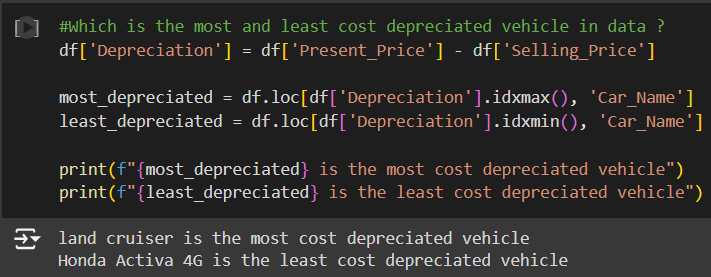 #Which is the most and least cost depreciated vehicle in data ?
df['Depreciation'] = df['Present_Price'] - df['Selling_Price']
most_depreciated = df.loc[df['Depreciation'].idxmax(), 'Car_Name']
least_depreciated = df.loc[df['Depreciation'].idxmin(), 'Car_Name']
print(f"{most_depreciated} is the most cost depreciated vehicle")
print(f"{least_depreciated} is the least cost depreciated vehicle")
land cruiser is the most cost depreciated vehicle
Honda Activa 4G is the least cost depreciated vehicle